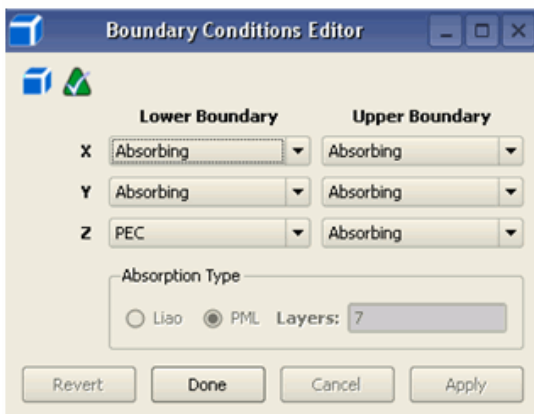 Boundary Conditions Editor
Lower Boundary Upper Boundary
X Absorbing Absorbing
Y Absorbing Absorbing
Z PEC Absorbing
Absorption Type
Liao PML Layers: 7
Revert Done Cancel Apply